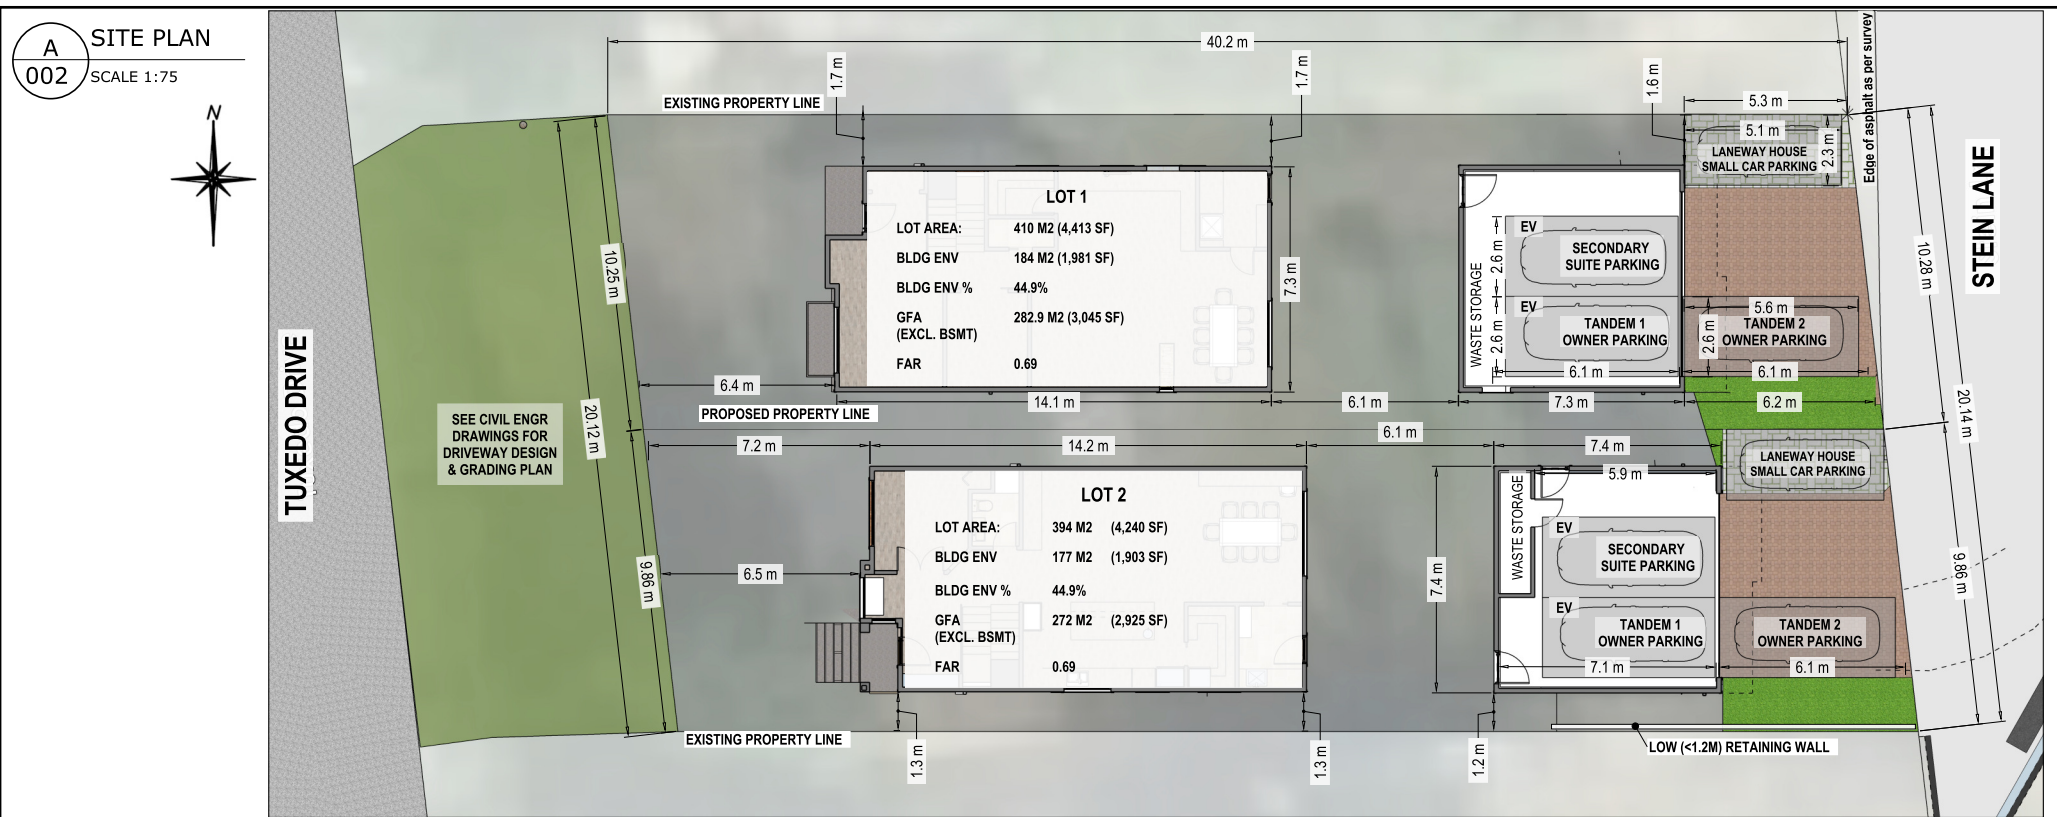 A
002
SITE PLAN
SCALE 1:75
N
40.2 m
1.7 m
1.7 m
1.6 m
5.3 m
EXISTING PROPERTY LINE
Edge of asphalt as per survey
5.1 m
2.3 m
LANEWAY HOUSE
SMALL CAR PARKING
STEIN LANE
LOT 1
LOT AREA: 410 M2 (4,413 SF)
BLDG ENV 184 M2 (1,981 SF)
BLDG ENV % 44.9%
GFA 282.9 M2 (3,045 SF)
(EXCL. BSMT)
FAR 0.69
7.3 m
WASTE STORAGE
2.6 m
2.6 m
EV
SECONDARY
SUITE PARKING
EV
TANDEM 1
OWNER PARKING
6.1 m
5.6 m
2.6 m
TANDEM 2
OWNER PARKING
6.1 m
10.25 m
10.28 m
20.12 m
20.14 m
TUXEDO DRIVE
6.4 m
14.1 m
6.1 m
7.3 m
6.2 m
PROPOSED PROPERTY LINE
SEE CIVIL ENGR
DRAWINGS FOR
DRIVEWAY DESIGN
& GRADING PLAN
7.2 m
14.2 m
6.1 m
7.4 m
LANEWAY HOUSE
SMALL CAR PARKING
5.9 m
LOT 2
LOT AREA: 394 M2 (4,240 SF)
BLDG ENV 177 M2 (1,903 SF)
BLDG ENV % 44.9%
GFA 272 M2 (2,925 SF)
(EXCL. BSMT)
FAR 0.69
WASTE STORAGE
EV
SECONDARY
SUITE PARKING
EV
TANDEM 1
OWNER PARKING
7.1 m
TANDEM 2
OWNER PARKING
6.1 m
9.86 m
6.5 m
7.4 m
9.86 m
EXISTING PROPERTY LINE
1.3 m
1.3 m
1.2 m
LOW (<1.2M) RETAINING WALL